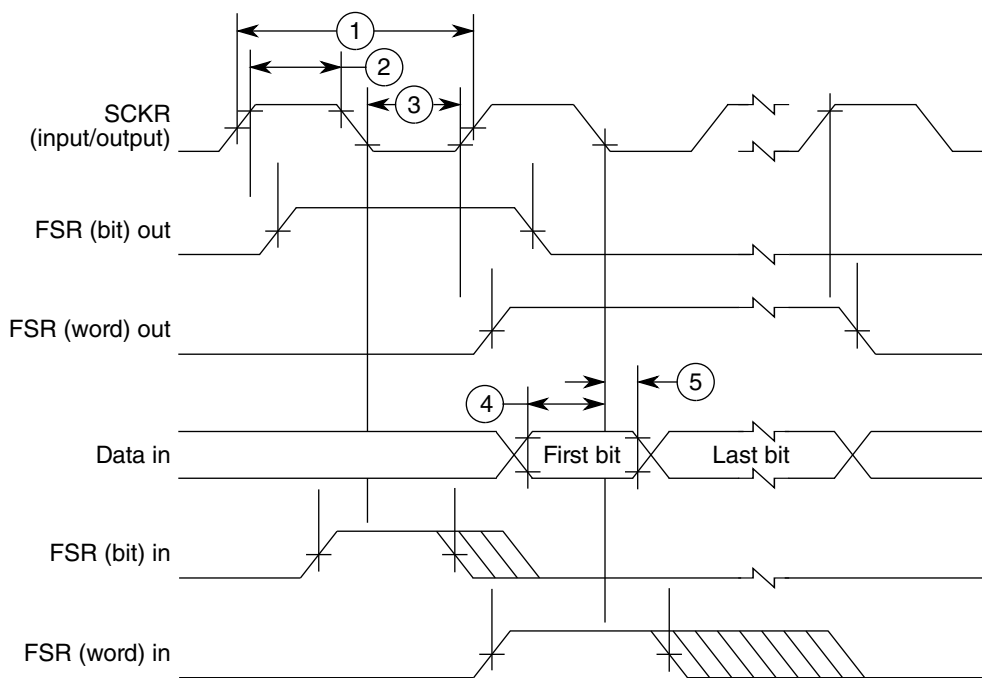 1
2
3
SCKR
(input/output)
FSR (bit) out
FSR (word) out
4
5
Data in
First bit
Last bit
FSR (bit) in
FSR (word) in